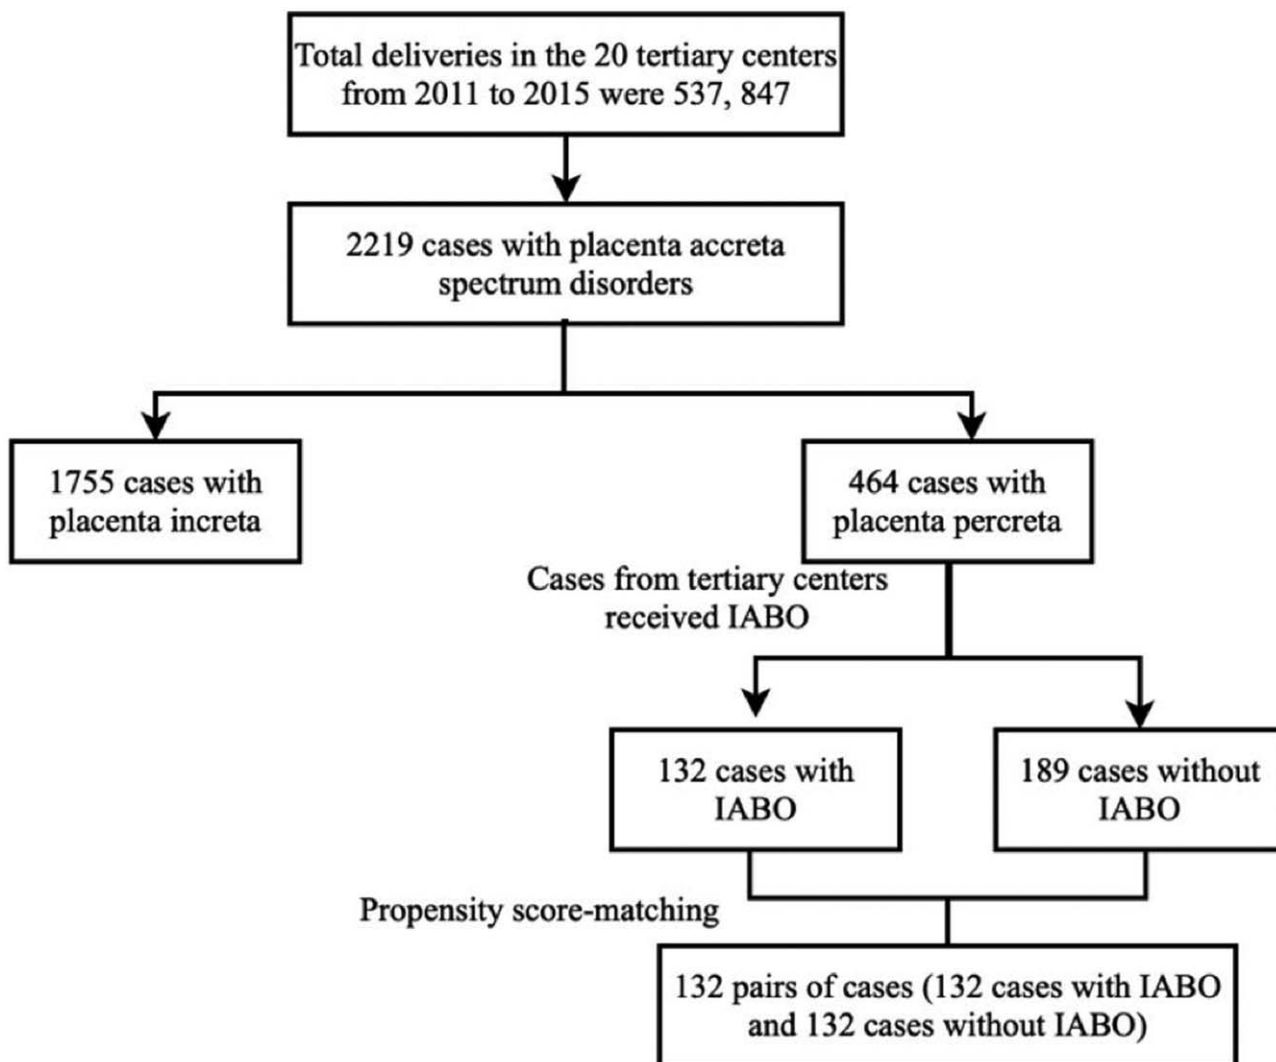 Total deliveries in the 20 tertiary centers
from 2011 to 2015 were 537, 847
2219 cases with placenta accreta
spectrum disorders
1755 cases with
placenta increta
464 cases with
placenta percreta
Cases from tertiary centers
received IABO
132 cases with
IABO
189 cases without
IABO
Propensity score-matching
132 pairs of cases (132 cases with IABO
and 132 cases without IABO)